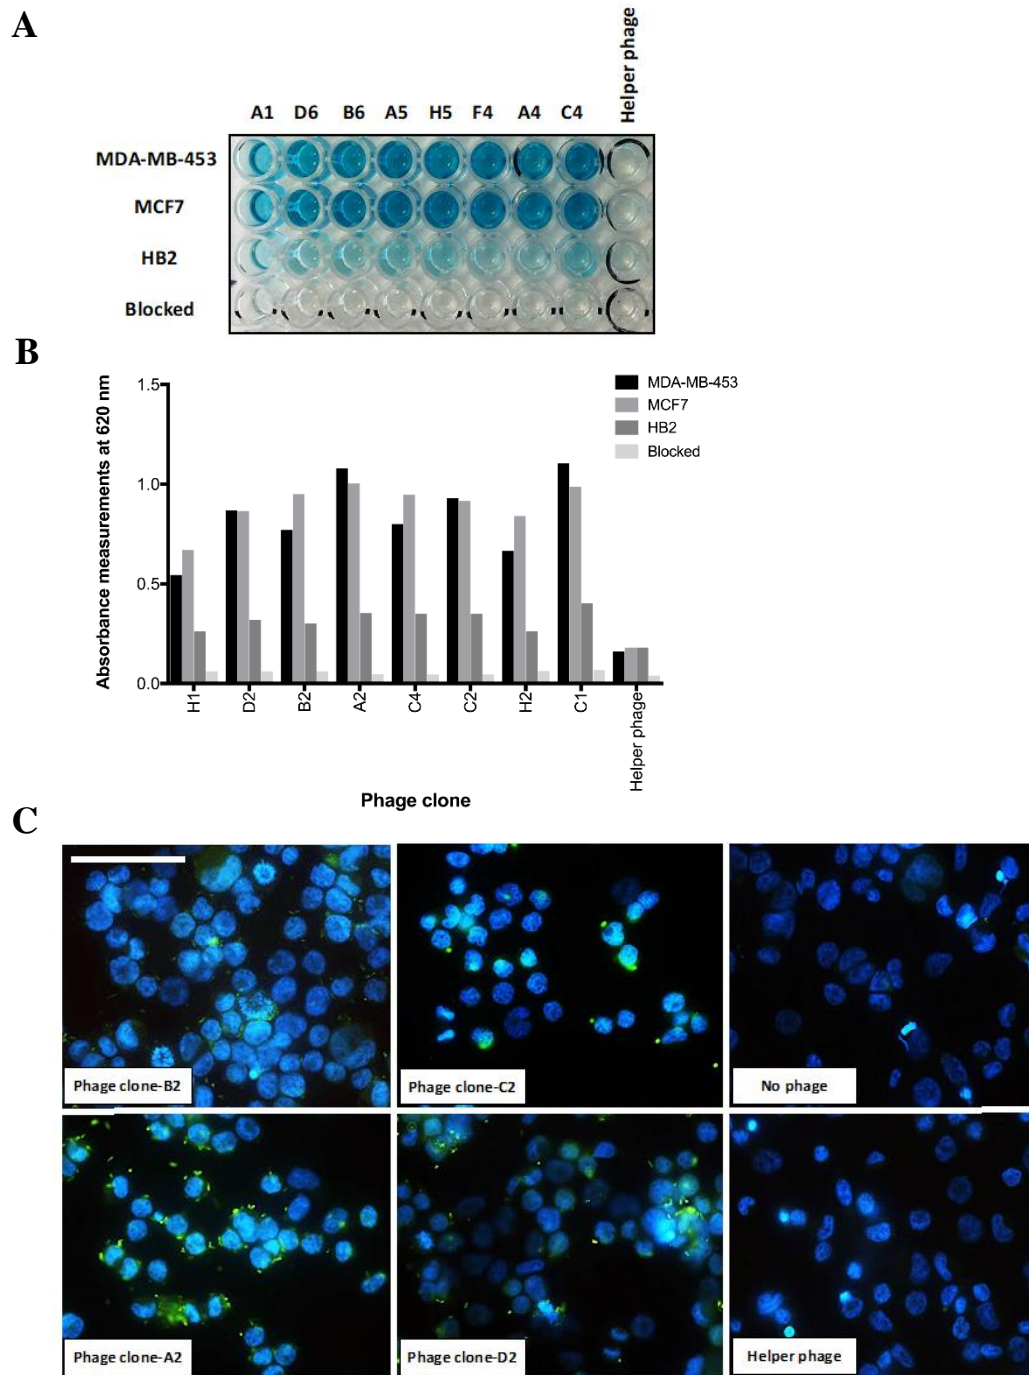 A
A1 D6 B6 A5 H5 F4 A4 C4 Helper phage
MDA-MB-453
MCF7
HB2
Blocked
B
Absorbance measurements at 620 nm
1.5
1.0
0.5
0.0
MDA-MB-453
MCF7
HB2
Blocked
H1 D2 B2 A2 C4 C2 H2 C1 Helper phage
Phage clone
C
Phage clone-B2
Phage clone-C2
No phage
Phage clone-A2
Phage clone-D2
Helper phage